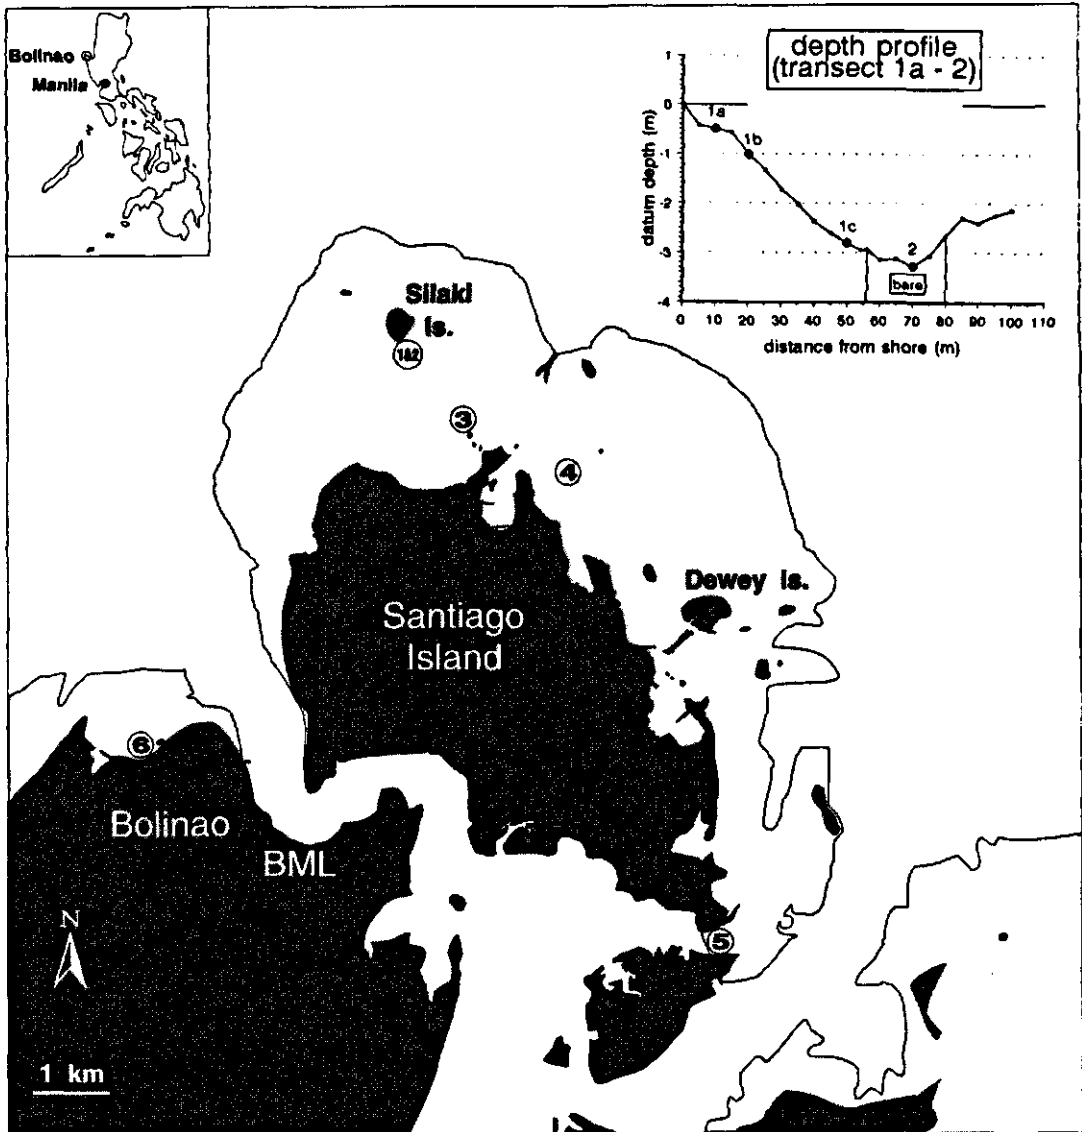 Bolinao
Manila
depth profile
(transect 1a - 2)
1
0
-1
-2
-3
-4
datum depth (m)
1a
1b
1c
2
bare
0 10 20 30 40 50 60 70 80 90 100 110
distance from shore (m)
Silaki
is.
1&2
3
4
Dewey is.
Santiago
Island
6
Bolinao
BML
5
N
1 km